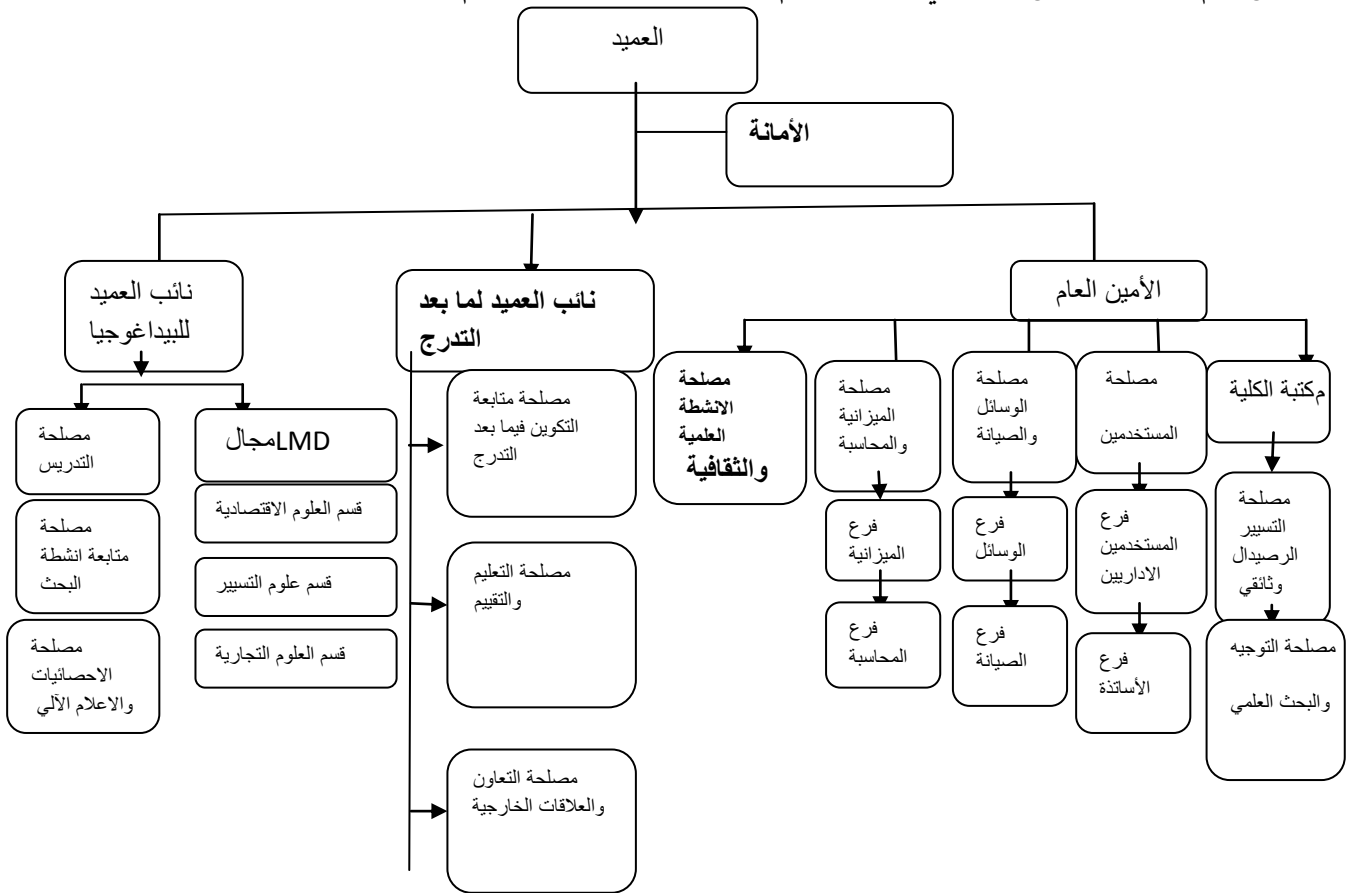 العميد
الأمانة
الأمين العام
نائب العميد لما بعد
التدرج
نائب العميد
للبيداغوجيا
مكتبة الكلية
مصلحة
المستخدمين
مصلحة
الوسائل
والصيانة
مصلحة
الميزانية
والمحاسبة
مصلحة
الانشطة
العلمية
والثقافية
مصلحة
التسيير
الرصيدال
وثائقي
فرع
المستخدمين
الاداريين
فرع
الوسائل
فرع
الميزانية
مصلحة التوجيه
والبحث العلمي
فرع
الأساتذة
فرع
الصيانة
فرع
المحاسبة
مصلحة متابعة
التكوين فيما بعد
التدرج
مصلحة التعليم
والتقييم
مصلحة التعاون
والعلاقات الخارجية
LMDمجال
قسم العلوم الاقتصادية
قسم علوم التسيير
قسم العلوم التجارية
مصلحة
التدريس
مصلحة
متابعة انشطة
البحث
مصلحة
الاحصائيات
والاعلام الآلي